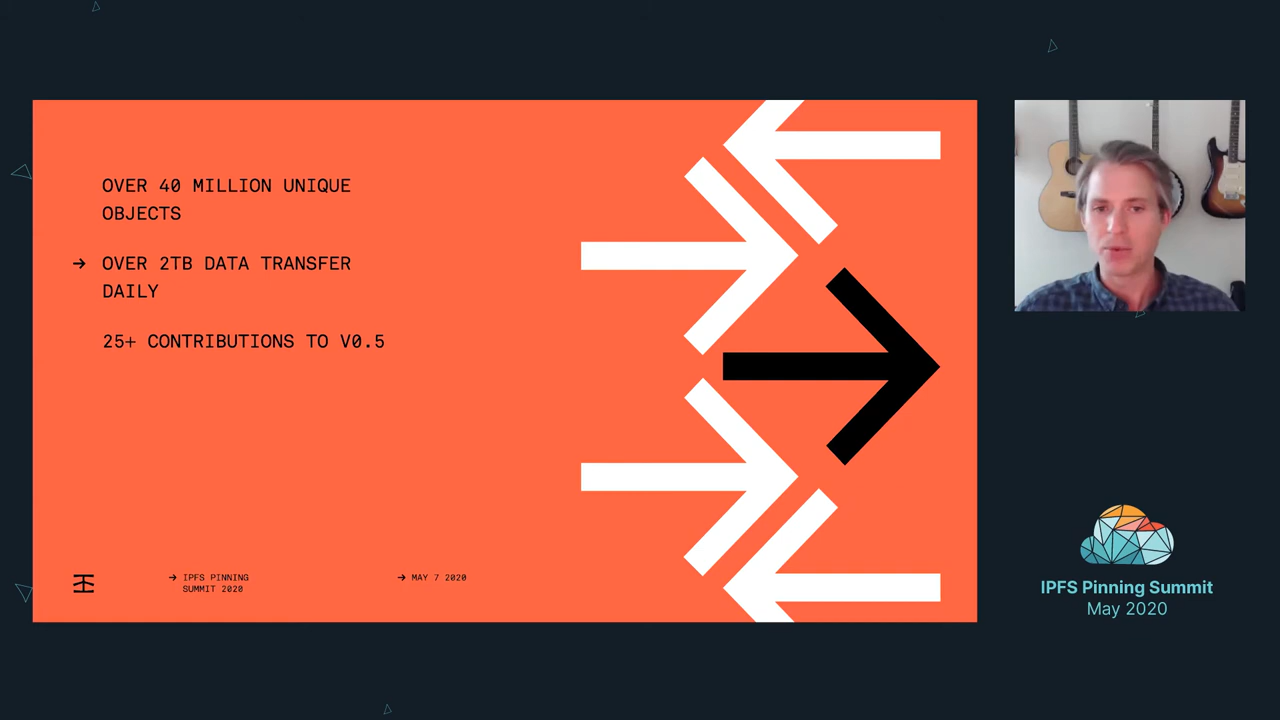 OVER 40 MILLION UNIQUE
OBJECTS
→ OVER 2TB DATA TRANSFER
DAILY
25+ CONTRIBUTIONS TO V0.5
→ IPFS PINNING
SUMMIT 2020
→ MAY 7 2020
IPFS Pinning Summit
May 2020